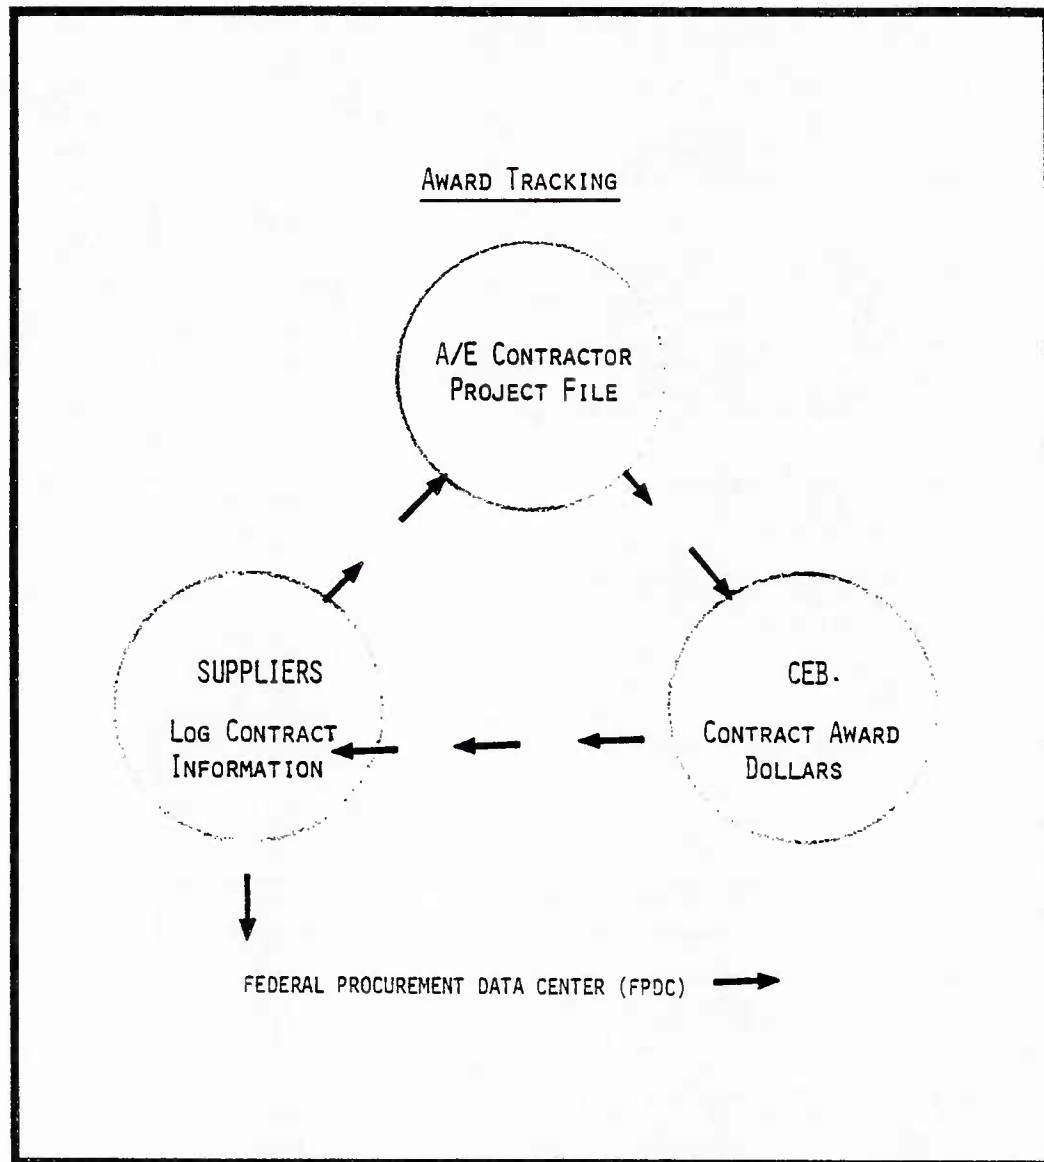 AWARD TRACKING
A/E CONTRACTOR
PROJECT FILE
SUPPLIERS
LOG CONTRACT
INFORMATION
CEB.
CONTRACT AWARD
DOLLARS
FEDERAL PROCUREMENT DATA CENTER (FPDC)